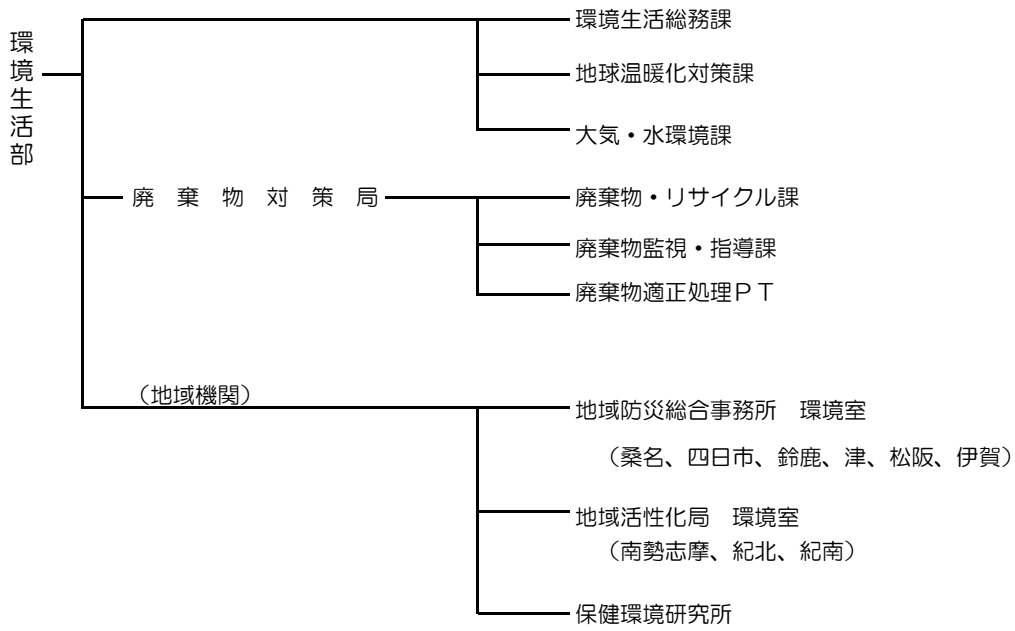 環境生活部
環境生活総務課
地球温暖化対策課
大気・水環境課
廃棄物対策局
廃棄物・リサイクル課
廃棄物監視・指導課
廃棄物適正処理ＰＴ
（地域機関）
地域防災総合事務所　環境室
（桑名、四日市、鈴鹿、津、松阪、伊賀）
地域活性化局　環境室
（南勢志摩、紀北、紀南）
保健環境研究所